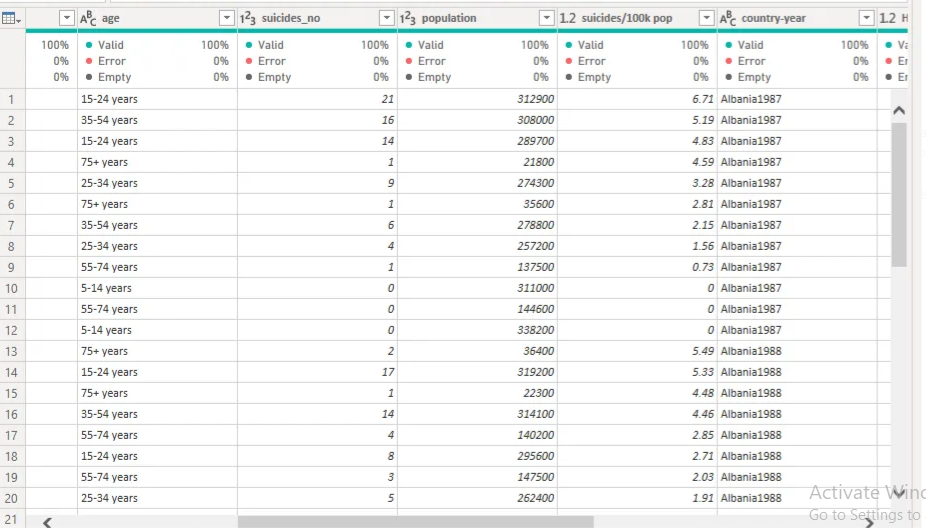 ABC age 123 suicides_no 123 population 1.2 suicides/100k pop ABC country-year 1.2 H
100% Valid 100% Valid 100% Valid 100% Valid 100% Valid 100% Va
0% Error 0% Error 0% Error 0% Error 0% Error 0% Er
0% Empty 0% Empty 0% Empty 0% Empty 0% Empty 0% Er
1 15-24 years 21 312900 6.71 Albania1987
2 35-54 years 16 308000 5.19 Albania1987
3 15-24 years 14 289700 4.83 Albania1987
4 75+ years 1 21800 4.59 Albania1987
5 25-34 years 9 274300 3.28 Albania1987
6 75+ years 1 35600 2.81 Albania1987
7 35-54 years 6 278800 2.15 Albania1987
8 25-34 years 4 257200 1.56 Albania1987
9 55-74 years 1 137500 0.73 Albania1987
10 5-14 years 0 311000 0 Albania1987
11 55-74 years 0 144600 0 Albania1987
12 5-14 years 0 338200 0 Albania1987
13 75+ years 2 36400 5.49 Albania1988
14 15-24 years 17 319200 5.33 Albania1988
15 75+ years 1 22300 4.48 Albania1988
16 35-54 years 14 314100 4.46 Albania1988
17 55-74 years 4 140200 2.85 Albania1988
18 15-24 years 8 295600 2.71 Albania1988
19 55-74 years 3 147500 2.03 Albania1988
20 25-34 years 5 262400 1.91 Albania1988
Activate Wind
21
Go to Settings to